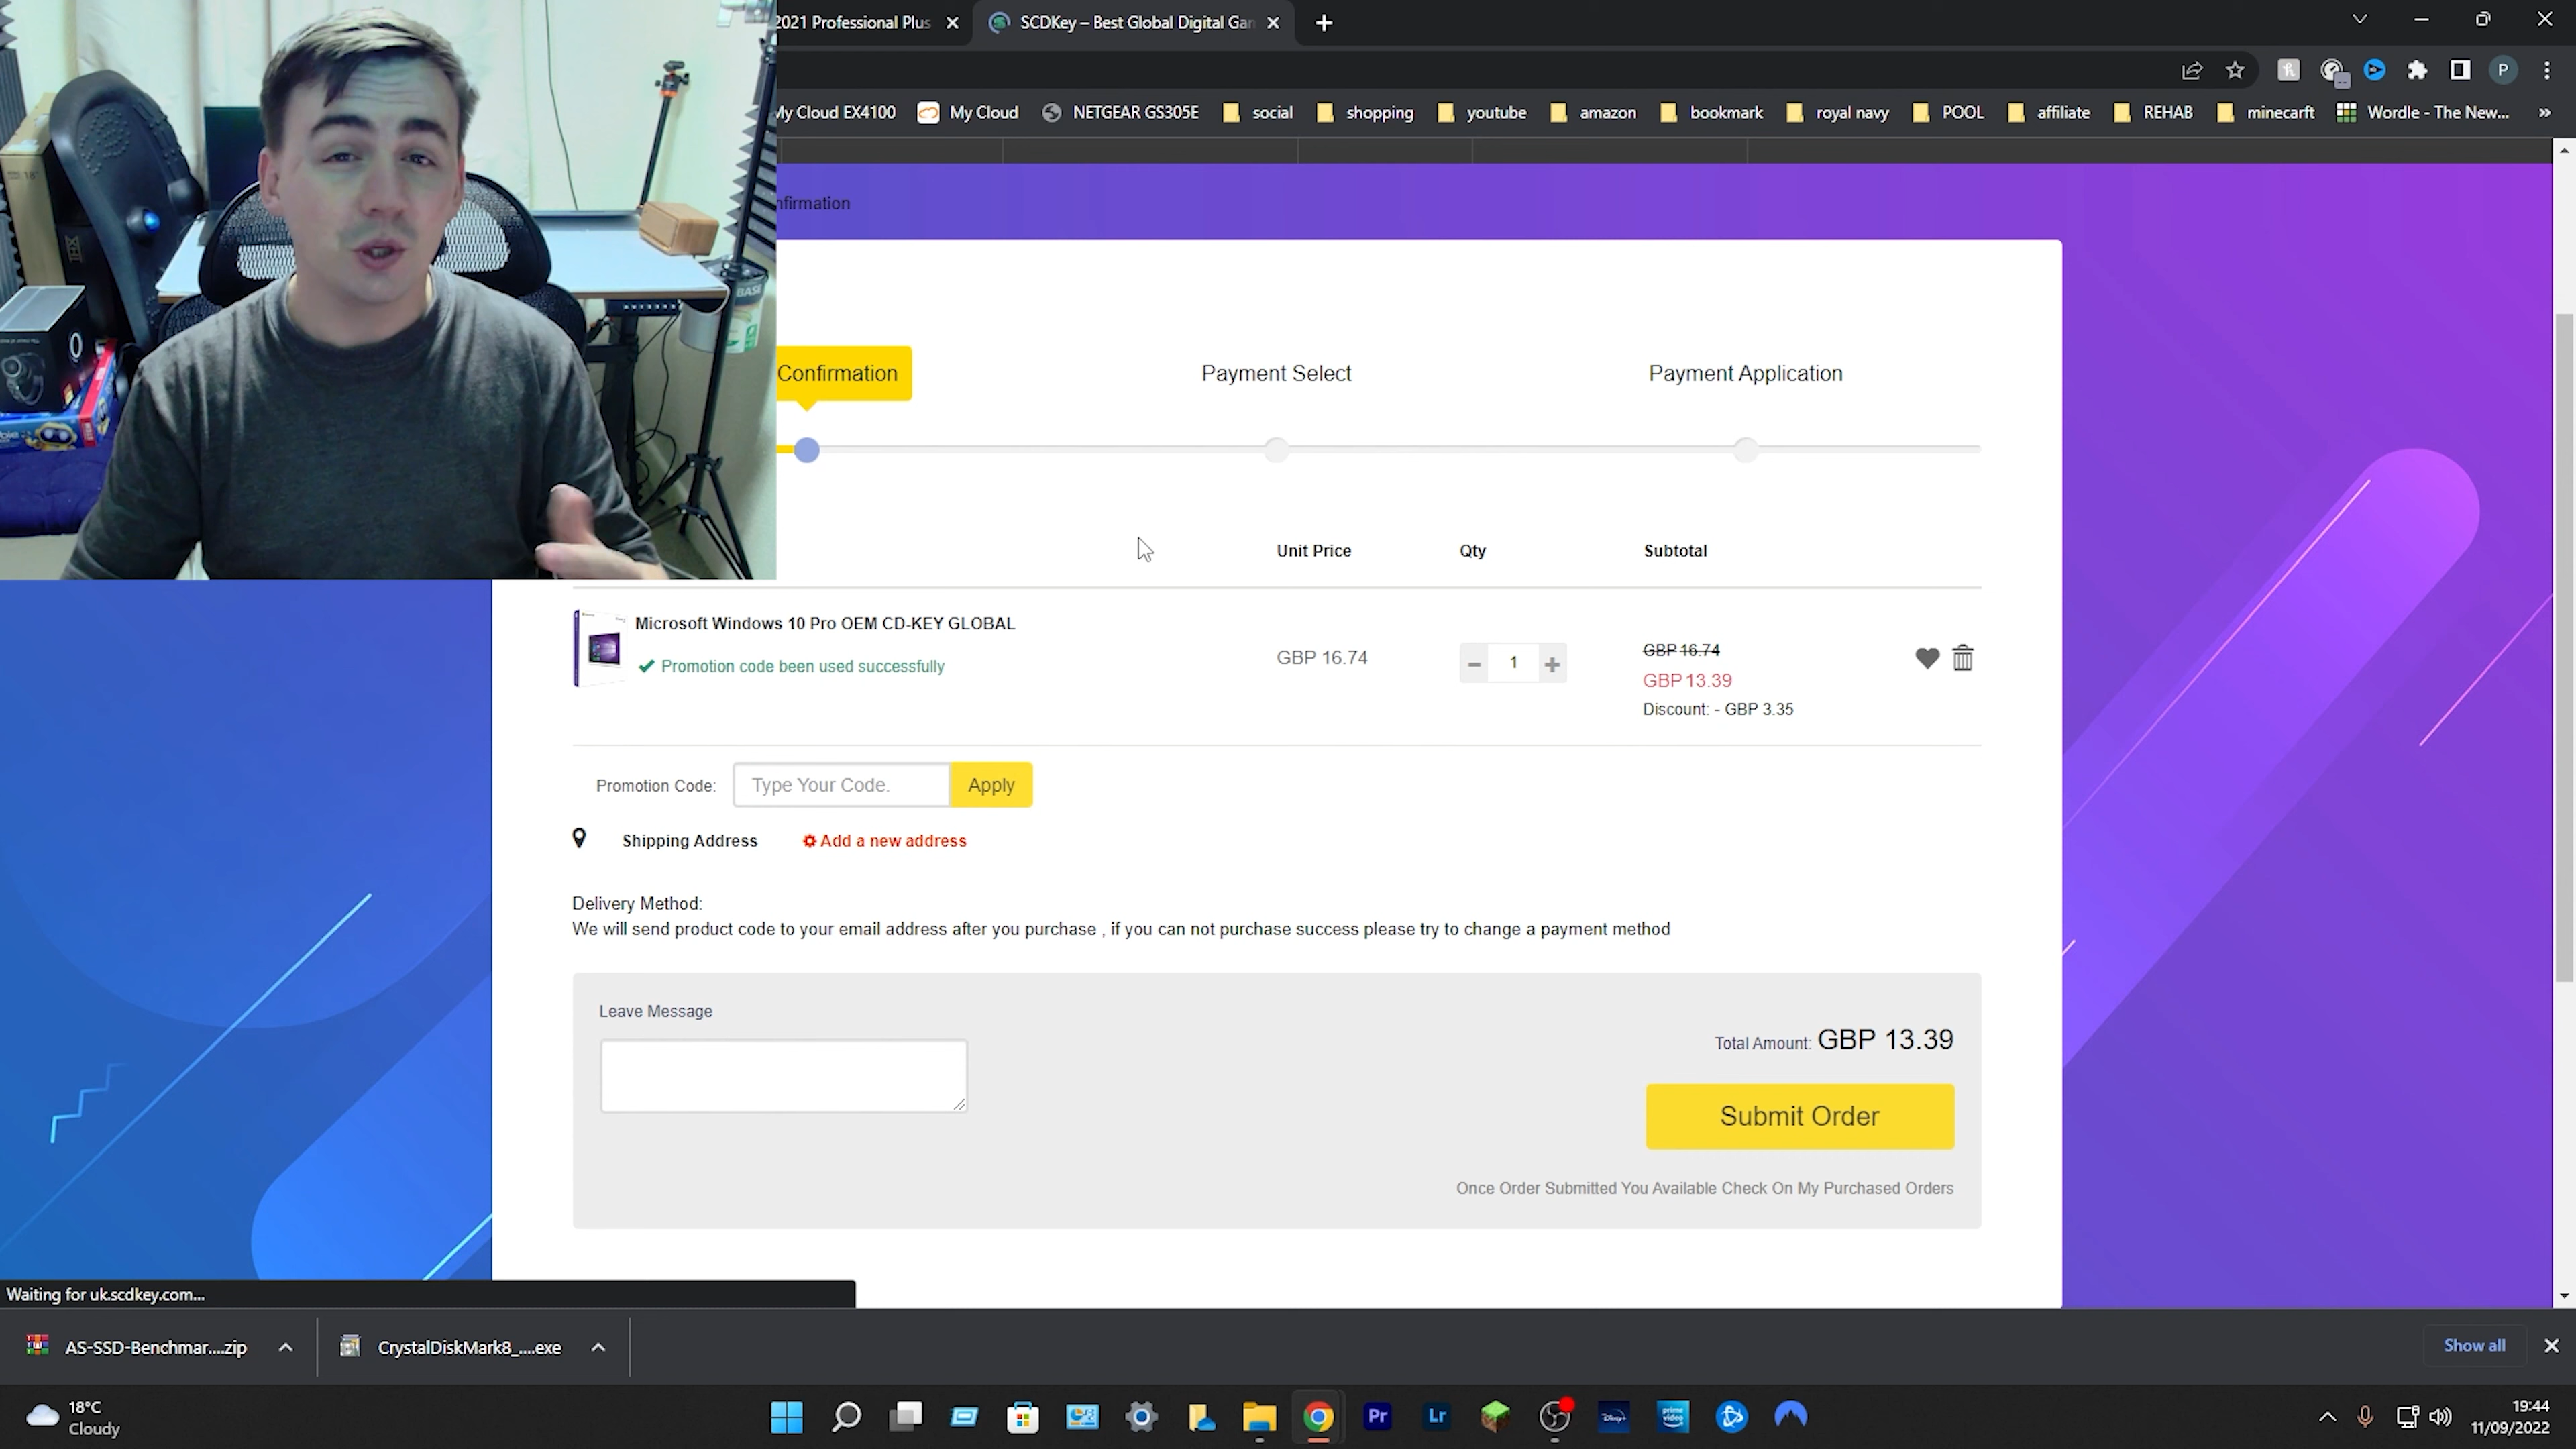 2021 Professional Plus
SCDKey – Best Global Digital Gar
P
My Cloud EX4100
My Cloud
NETGEAR GS305E
social
shopping
youtube
amazon
bookmark
royal navy
POOL
affiliate
REHAB
minecarft
Wordle - The New...
BASE
nfirmation
Confirmation
Payment Select
Payment Application
Unit Price
Qty
Subtotal
Microsoft Windows 10 Pro OEM CD-KEY GLOBAL
Promotion code been used successfully
GBP 16.74
1
GBP 16.74
GBP 13.39
Discount: - GBP 3.35
Promotion Code:
Type Your Code.
Apply
Shipping Address
Add a new address
Delivery Method:
We will send product code to your email address after you purchase , if you can not purchase success please try to change a payment method
Leave Message
Total Amount: GBP 13.39
Submit Order
Once Order Submitted You Available Check On My Purchased Orders
Waiting for uk.scdkey.com...
AS-SSD-Benchmar....zip
CrystalDiskMark8_....exe
Show all
18°C
Cloudy
Pr
Lr
Disney+
prime video
19:44
11/09/2022